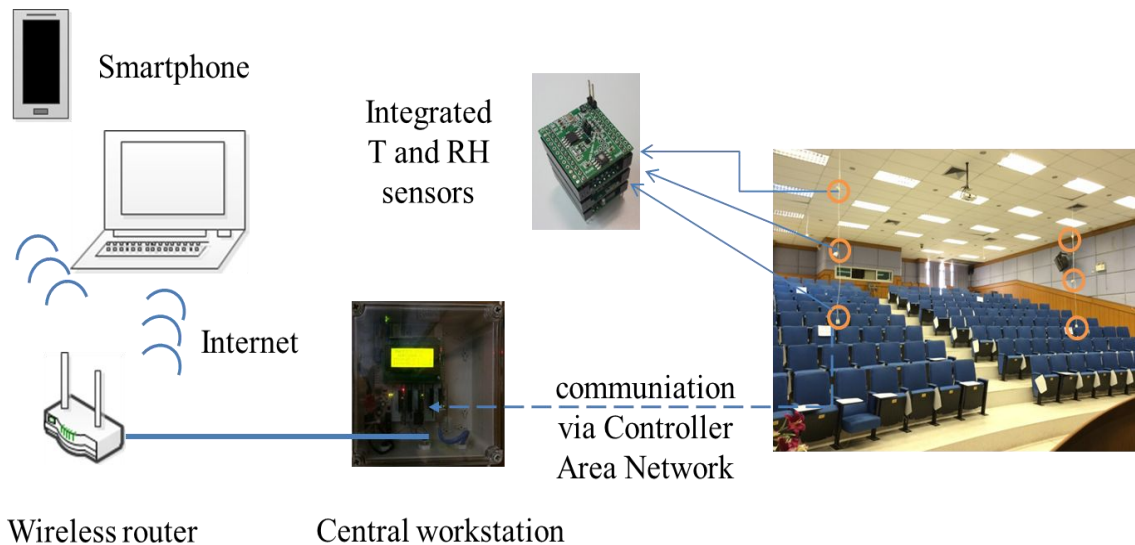 Smartphone
Integrated
T and RH
sensors
Internet
communiation
via Controller
Area Network
Wireless router
Central workstation